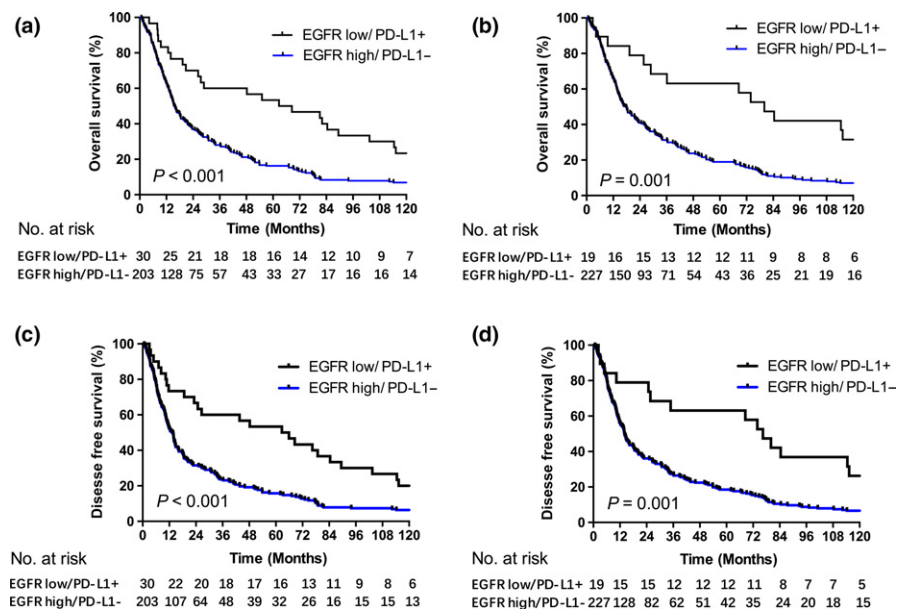 (a)
EGFR low/ PD-L1+
EGFR high/ PD-L1−
Overall survival (%)
100
80
60
40
20
0
P < 0.001
0 12 24 36 48 60 72 84 96 108 120
Time (Months)
No. at risk
EGFR low/PD-L1+ 30 25 21 18 18 16 14 12 10 9 7
EGFR high/PD-L1- 203 128 75 57 43 33 27 17 16 16 14
(b)
EGFR low/ PD-L1+
EGFR high/ PD-L1−
Overall survival (%)
100
80
60
40
20
0
P = 0.001
0 12 24 36 48 60 72 84 96 108 120
Time (Months)
No. at risk
EGFR low/PD-L1+ 19 16 15 13 12 12 11 9 8 8 6
EGFR high/PD-L1- 227 150 93 71 54 43 36 25 21 19 16
(c)
EGFR low/ PD-L1+
EGFR high/ PD-L1−
Disesse free survival (%)
100
80
60
40
20
0
P < 0.001
0 12 24 36 48 60 72 84 96 108 120
Time (Months)
No. at risk
EGFR low/PD-L1+ 30 22 20 18 17 16 13 11 9 8 6
EGFR high/PD-L1- 203 107 64 48 39 32 26 16 15 15 13
(d)
EGFR low/ PD-L1+
EGFR high/ PD-L1−
Disesse free survival (%)
100
80
60
40
20
0
P = 0.001
0 12 24 36 48 60 72 84 96 108 120
Time (Months)
No. at risk
EGFR low/PD-L1+ 19 15 15 12 12 12 11 8 7 7 5
EGFR high/PD-L1- 227 128 82 62 51 42 35 24 20 18 15